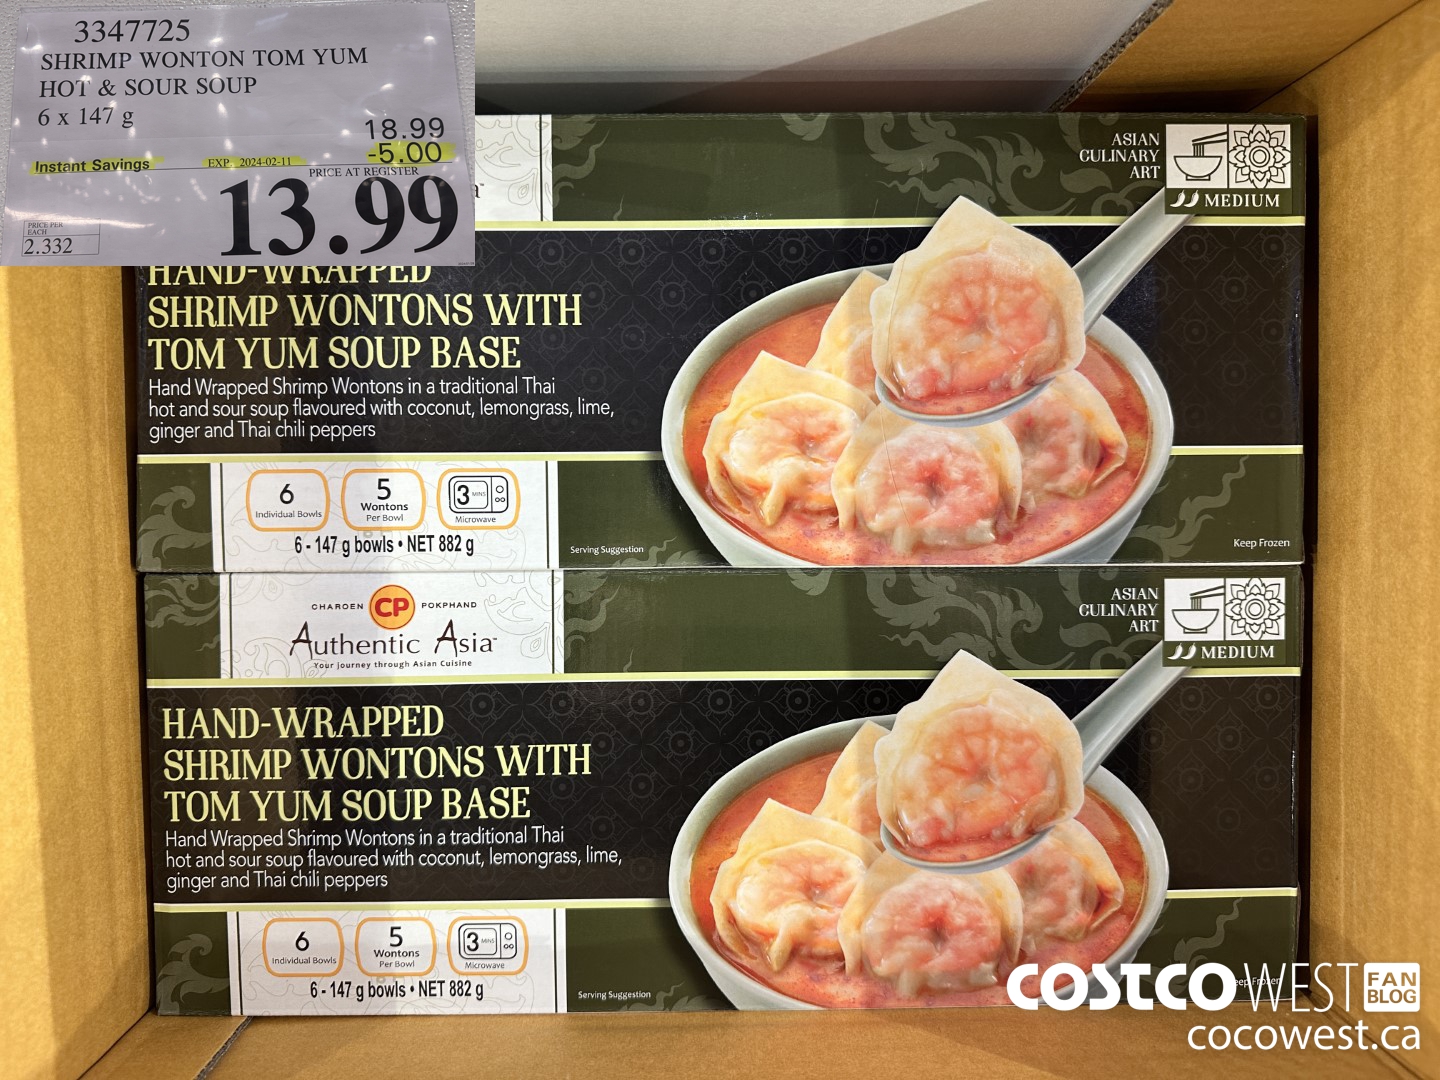 3347725
SHRIMP WONTON TOM YUM
HOT & SOUR SOUP
6 x 147 g
18.99
Instant Savings EXP. 2024-02-11 -5.00
PRICE AT REGISTER
13.99
PRICE PER
EACH
2.332
ASIAN
CULINARY
ART
MEDIUM
HAND-WRAPPED
SHRIMP WONTONS WITH
TOM YUM SOUP BASE
Hand Wrapped Shrimp Wontons in a traditional Thai
hot and sour soup flavoured with coconut, lemongrass, lime,
ginger and Thai chili peppers
6
Individual Bowls
5
Wontons
Per Bowl
3 MINS
Microwave
6 - 147 g bowls • NET 882 g
Serving Suggestion
Keep Frozen
CHAROEN CP POKPHAND
Authentic Asia™
Your journey through Asian Cuisine
ASIAN
CULINARY
ART
MEDIUM
HAND-WRAPPED
SHRIMP WONTONS WITH
TOM YUM SOUP BASE
Hand Wrapped Shrimp Wontons in a traditional Thai
hot and sour soup flavoured with coconut, lemongrass, lime,
ginger and Thai chili peppers
6
Individual Bowls
5
Wontons
Per Bowl
3 MINS
Microwave
6 - 147 g bowls • NET 882 g
Serving Suggestion
COSTCO WEST FAN BLOG
cocowest.ca